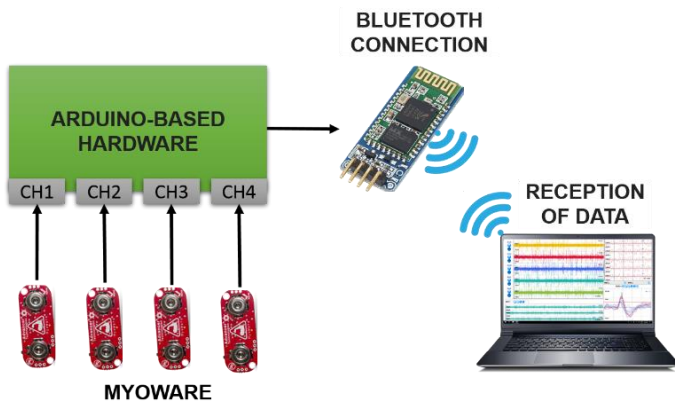 BLUETOOTH
CONNECTION
ARDUINO-BASED
HARDWARE
CH1
CH2
CH3
CH4
RECEPTION
OF DATA
MYOWARE